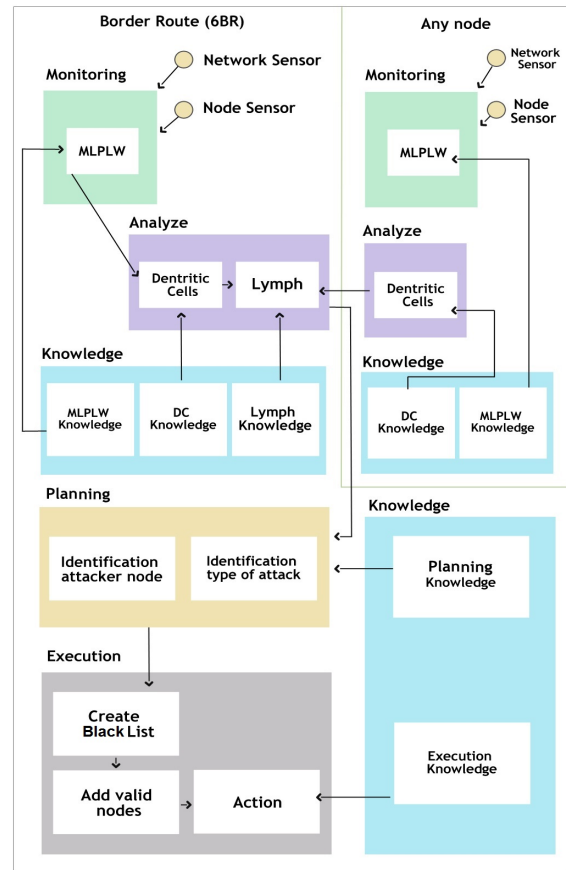 Border Route (6BR)
Network Sensor
Monitoring
Node Sensor
MLPLW
Analyze
Dentritic
Cells
Lymph
Knowledge
MLPLW
Knowledge
DC
Knowledge
Lymph
Knowledge
Any node
Network
Sensor
Monitoring
Node
Sensor
MLPLW
Analyze
Dentritic
Cells
Knowledge
DC
Knowledge
MLPLW
Knowledge
Planning
Identification
attacker node
Identification
type of attack
Knowledge
Planning
Knowledge
Execution
Create
Black List
Add valid
nodes
Action
Execution
Knowledge